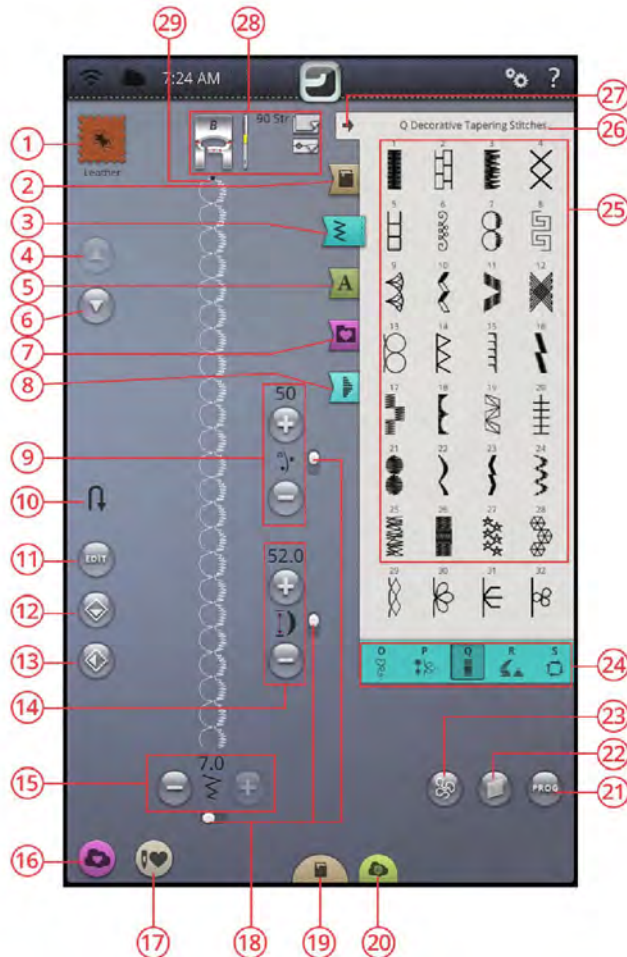 29
28
7:24 AM
?
27
1
B
90 Str
Q Decorative Tapering Stitches
26
Leather
2
1 2 3 4
3
25
5 6 7 8
4
5
A
9 10 11 12
6
7
13 14 15 16
8
50
17 18 19 20
9
21 22 23 24
10
25 26 27 28
11
EDIT
52.0
12
29 30 31 32
13
O P Q R S
24
14
23
7.0
22
15
PROG
21
16
17
18
19
20